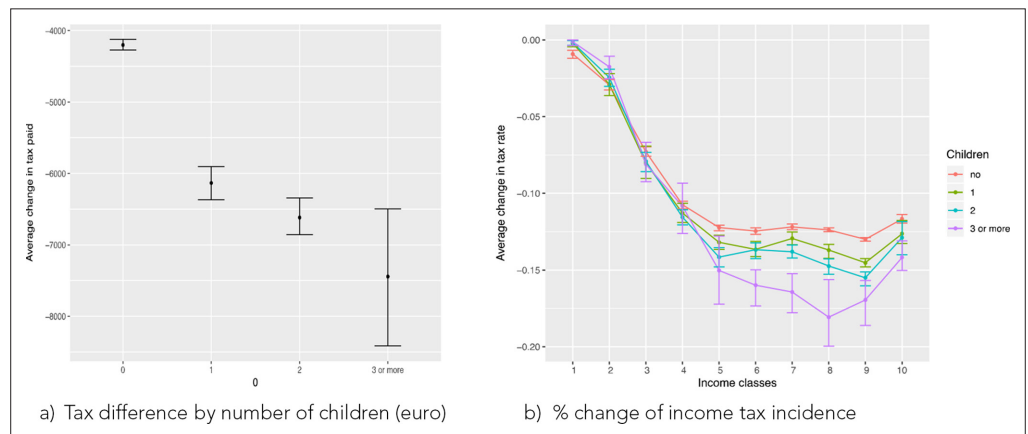 Average change in tax paid
−4000
−5000
−6000
−7000
−8000
0
1
2
3 or more
0
a) Tax difference by number of children (euro)
Average change in tax rate
0.00
−0.05
−0.10
−0.15
−0.20
1
2
3
4
5
6
7
8
9
10
Income classes
Children
no
1
2
3 or more
b) % change of income tax incidence